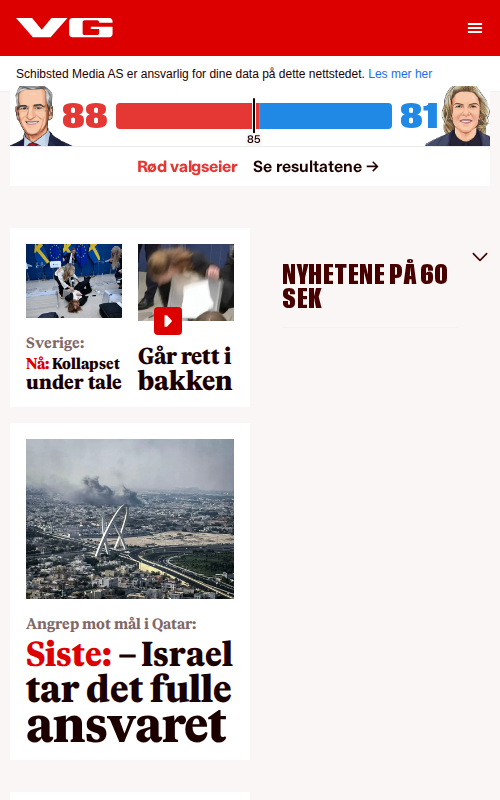 VG
Schibsted Media AS er ansvarlig for dine data på dette nettstedet. Les mer her
88
81
85
Rød valgseier Se resultatene →
Sverige:
Nå: Kollapset
under tale
Går rett i
bakken
NYHETENE PÅ 60
SEK
Angrep mot mål i Qatar:
Siste: – Israel
tar det fulle
ansvaret